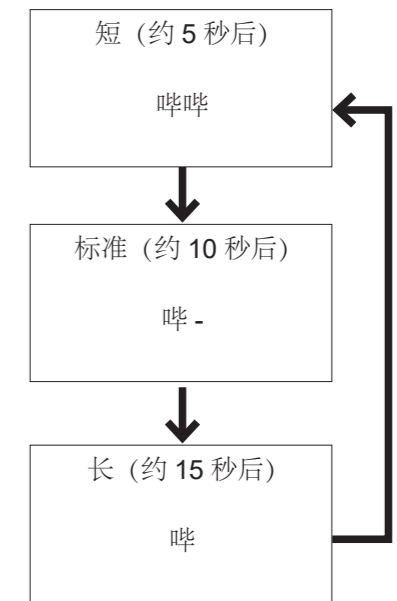 短（约 5 秒后）
哔哔
标准（约 10 秒后）
哔 -
长（约 15 秒后）
哔